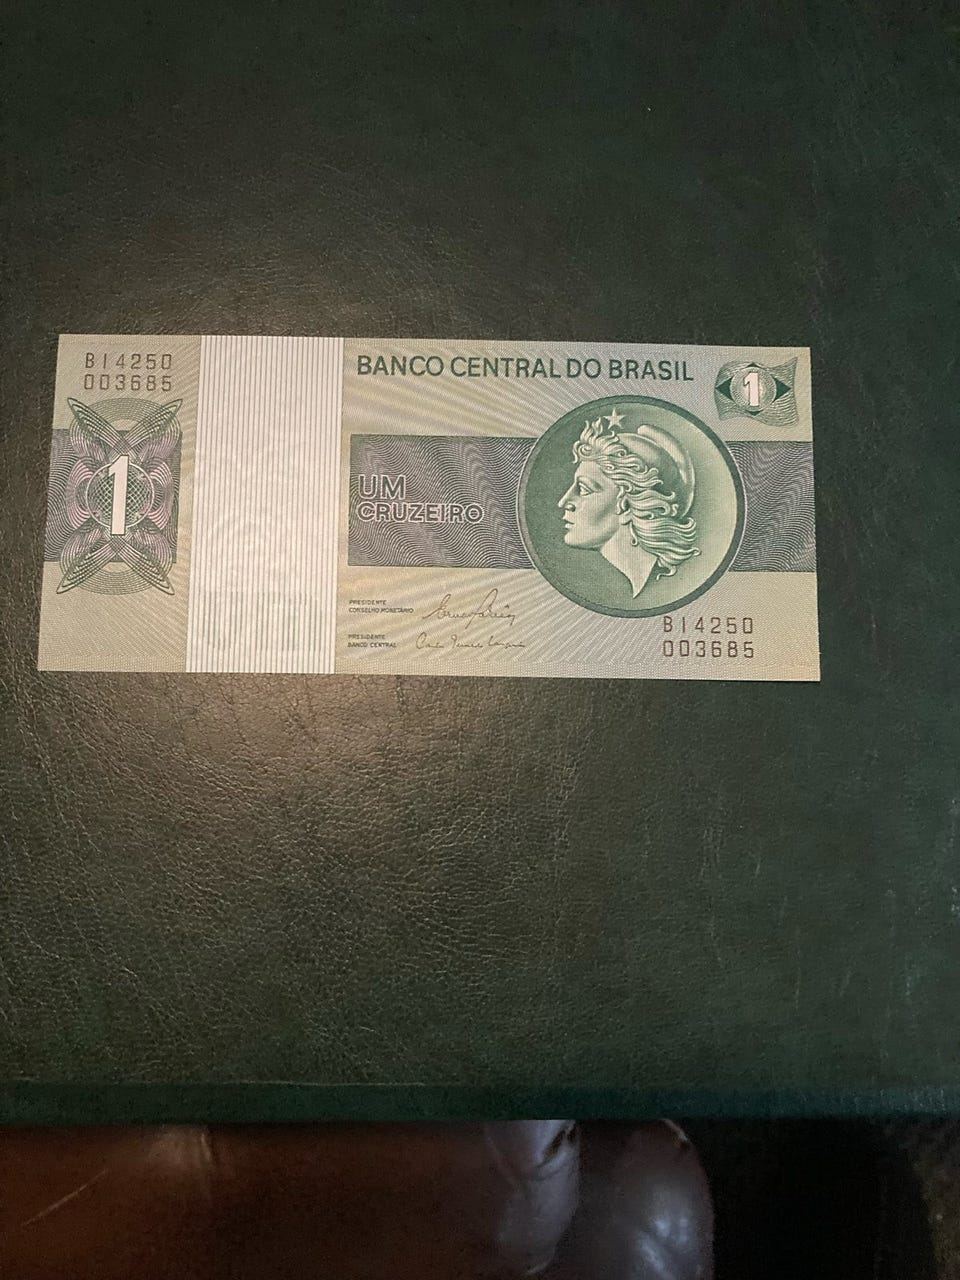 B14250
003685
BANCO CENTRAL DO BRASIL
1
1
UM
CRUZEIRO
PRESIDENTE
CONSELHO MONETÁRIO
PRESIDENTE
BANCO CENTRAL
B14250
003685